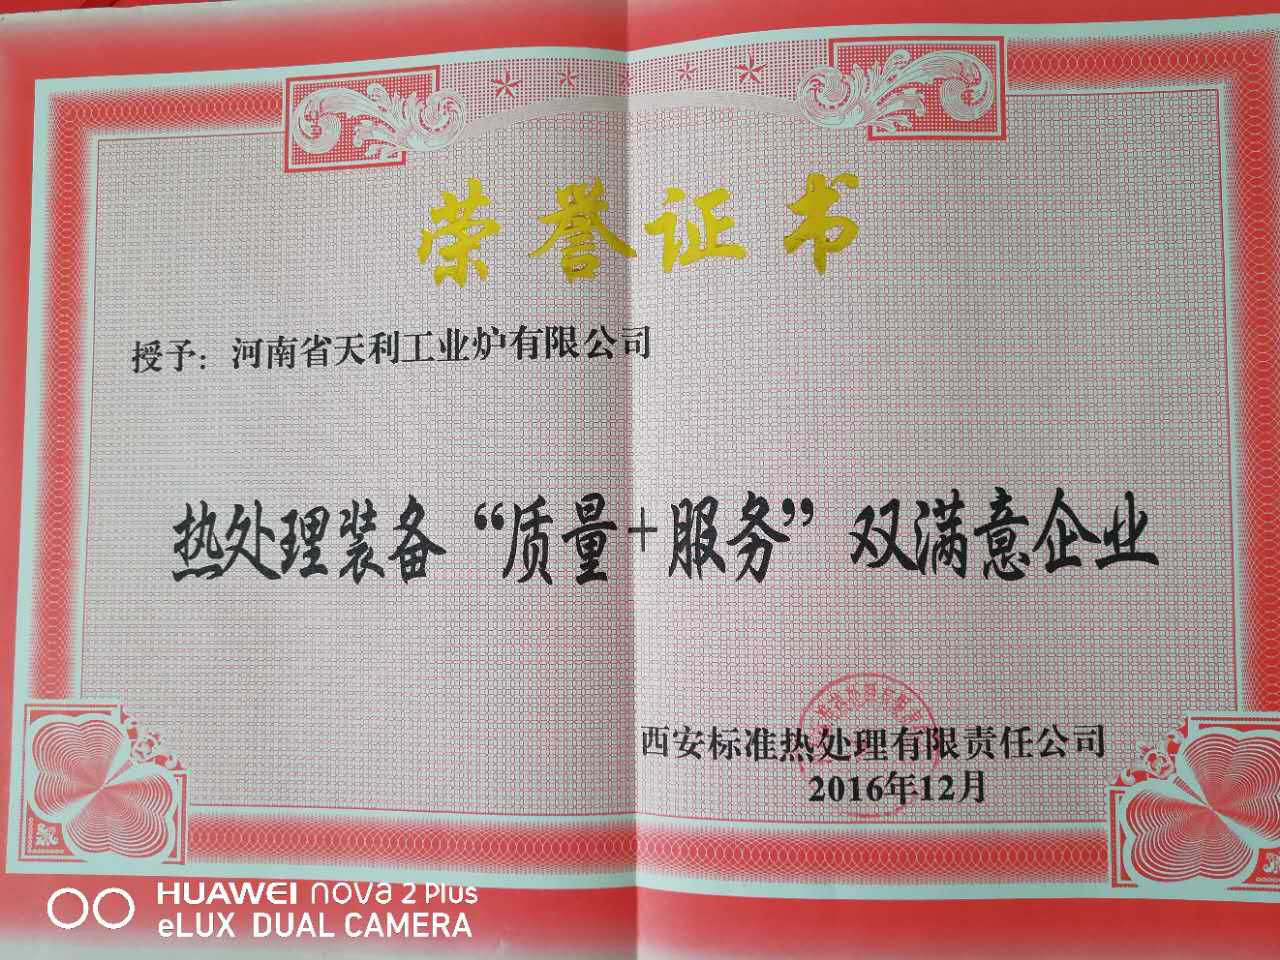 荣誉证书
授予：河南省天利工业炉有限公司
热处理装备“质量+服务”双满意企业
西安标准热处理有限责任公司
2016年12月
HUAWEI nova 2 Plus
eLUX DUAL CAMERA